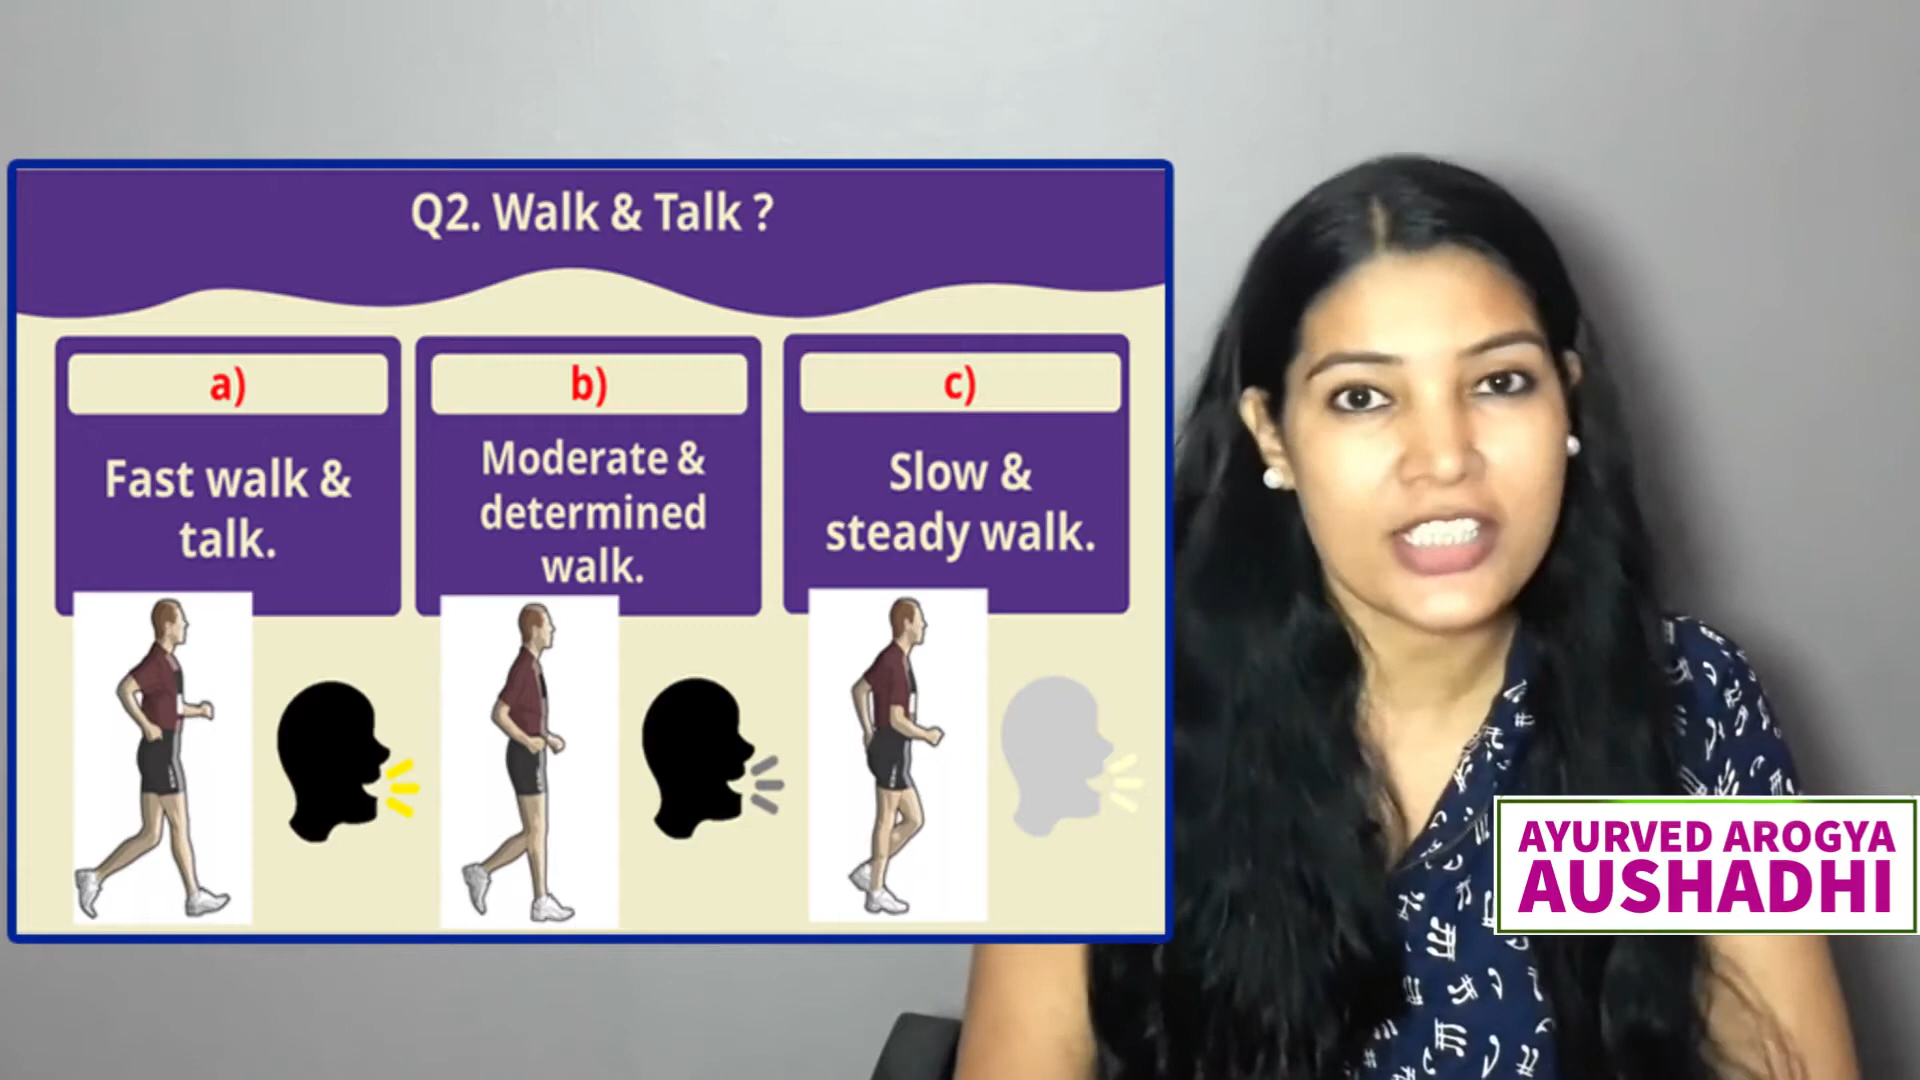 Q2. Walk & Talk ?
a)
Fast walk &
talk.
b)
Moderate &
determined
walk.
c)
Slow &
steady walk.
AYURVED AROGYA
AUSHADHI